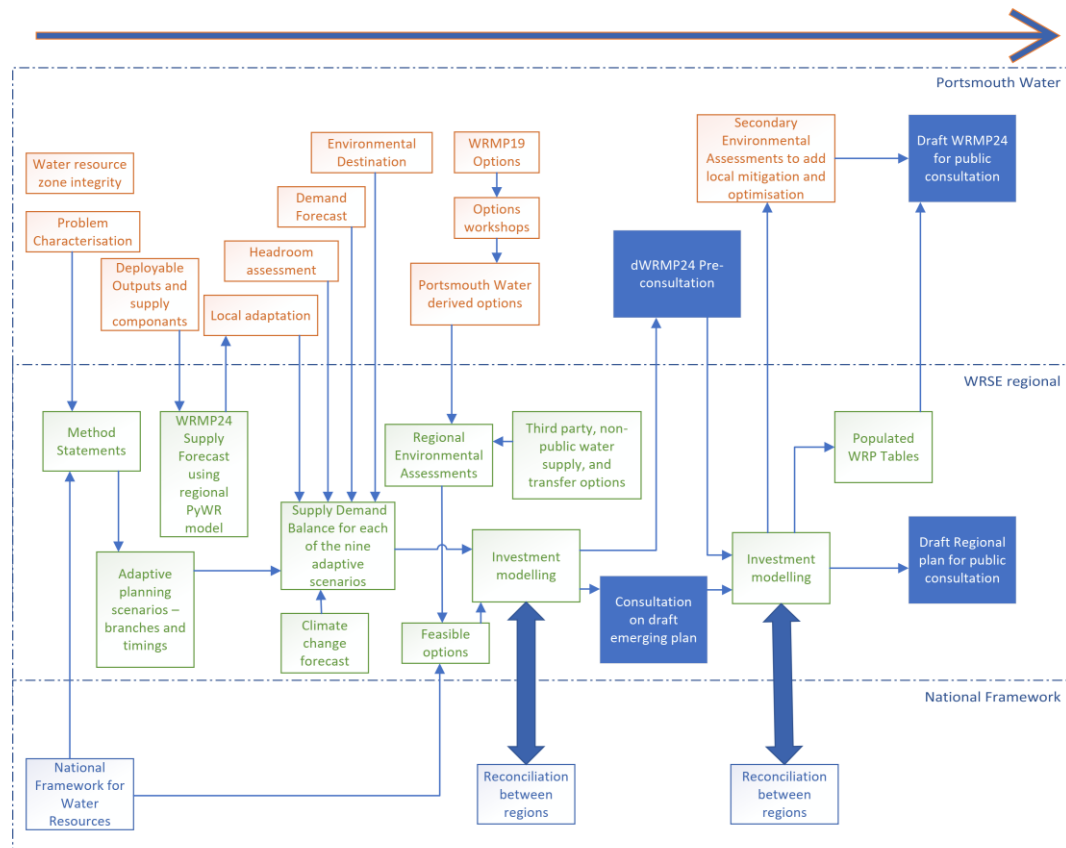 Portsmouth Water
Water resource
zone integrity
Problem
Characterisation
Deployable
Outputs and
supply
componants
Local adaptation
Headroom
assessment
Demand
Forecast
Environmental
Destination
WRMP19
Options
Options
workshops
Portsmouth Water
derived options
dWRMP24 Pre-
consultation
Secondary
Environmental
Assessments to add
local mitigation and
optimisation
Draft WRMP24
for public
consultation
WRSE regional
Method
Statements
WRMP24
Supply
Forecast using
regional
PyWR model
Adaptive
planning
scenarios –
branches and
timings
Supply Demand
Balance for each
of the nine
adaptive
scenarios
Climate
change
forecast
Regional
Environmental
Assessments
Third party, non-
public water
supply, and
transfer options
Feasible
options
Investment
modelling
Consultation
on draft
emerging plan
Investment
modelling
Populated
WRP Tables
Draft Regional
plan for public
consultation
National Framework
National
Framework for
Water
Resources
Reconciliation
between
regions
Reconciliation
between
regions